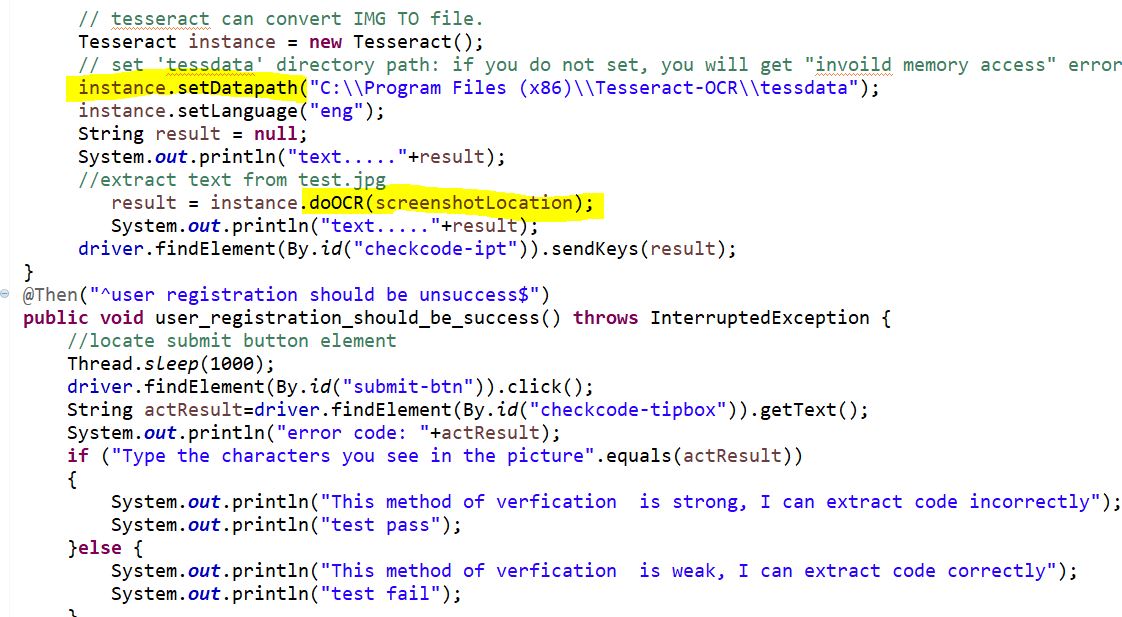 // tesseract can convert IMG TO file.
Tesseract instance = new Tesseract();
// set 'tessdata' directory path: if you do not set, you will get "invoild memory access" error
instance.setDatapath("C:\\Program Files (x86)\\Tesseract-OCR\\tessdata");
instance.setLanguage("eng");
String result = null;
System.out.println("text....."+result);
//extract text from test.jpg
result = instance.doOCR(screenshotLocation);
System.out.println("text....."+result);
driver.findElement(By.id("checkcode-ipt")).sendKeys(result);
}
@Then("^user registration should be unsuccess$")
public void user_registration_should_be_success() throws InterruptedException {
//locate submit button element
Thread.sleep(1000);
driver.findElement(By.id("submit-btn")).click();
String actResult=driver.findElement(By.id("checkcode-tipbox")).getText();
System.out.println("error code: "+actResult);
if ("Type the characters you see in the picture".equals(actResult))
{
System.out.println("This method of verfication  is strong, I can extract code incorrectly");
System.out.println("test pass");
}else {
System.out.println("This method of verfication  is weak, I can extract code correctly");
System.out.println("test fail");
}